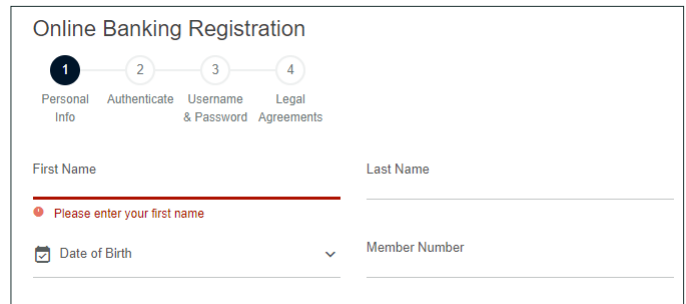 Online Banking Registration
1 2 3 4
Personal Info
Authenticate
Username & Password
Legal Agreements
First Name
Last Name
Please enter your first name
Date of Birth
Member Number